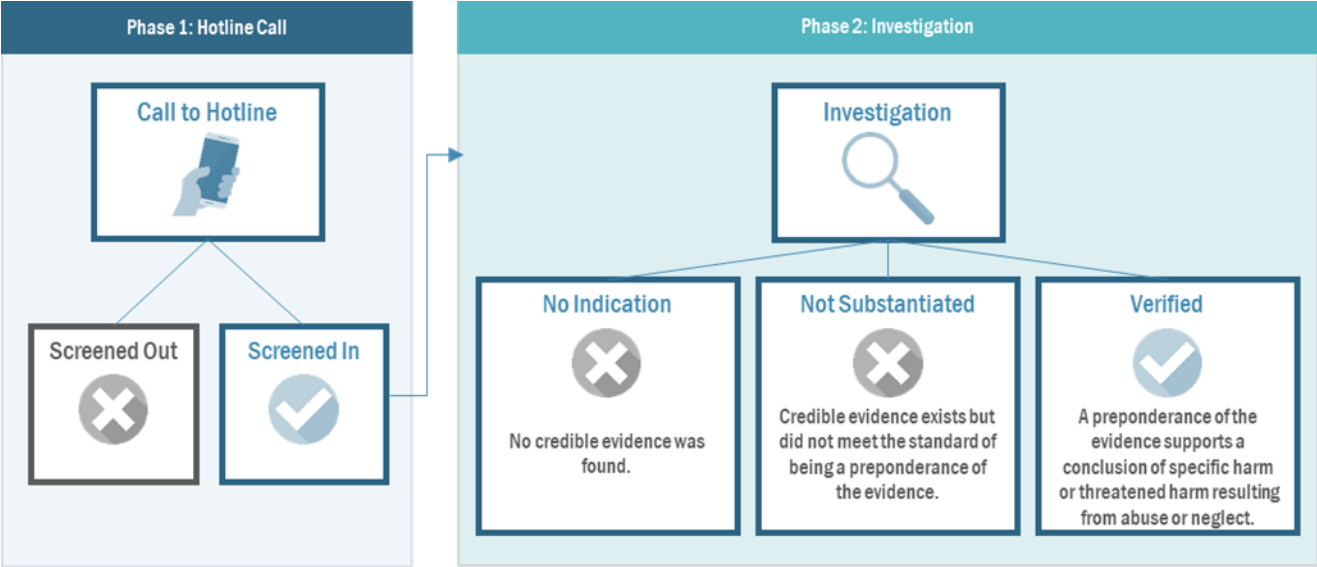 Phase 1: Hotline Call
Call to Hotline
Screened Out
Screened In
Phase 2: Investigation
Investigation
No Indication
No credible evidence was
found.
Not Substantiated
Credible evidence exists but
did not meet the standard of
being a preponderance of
the evidence.
Verified
A preponderance of the
evidence supports a
conclusion of specific harm
or threatened harm resulting
from abuse or neglect.